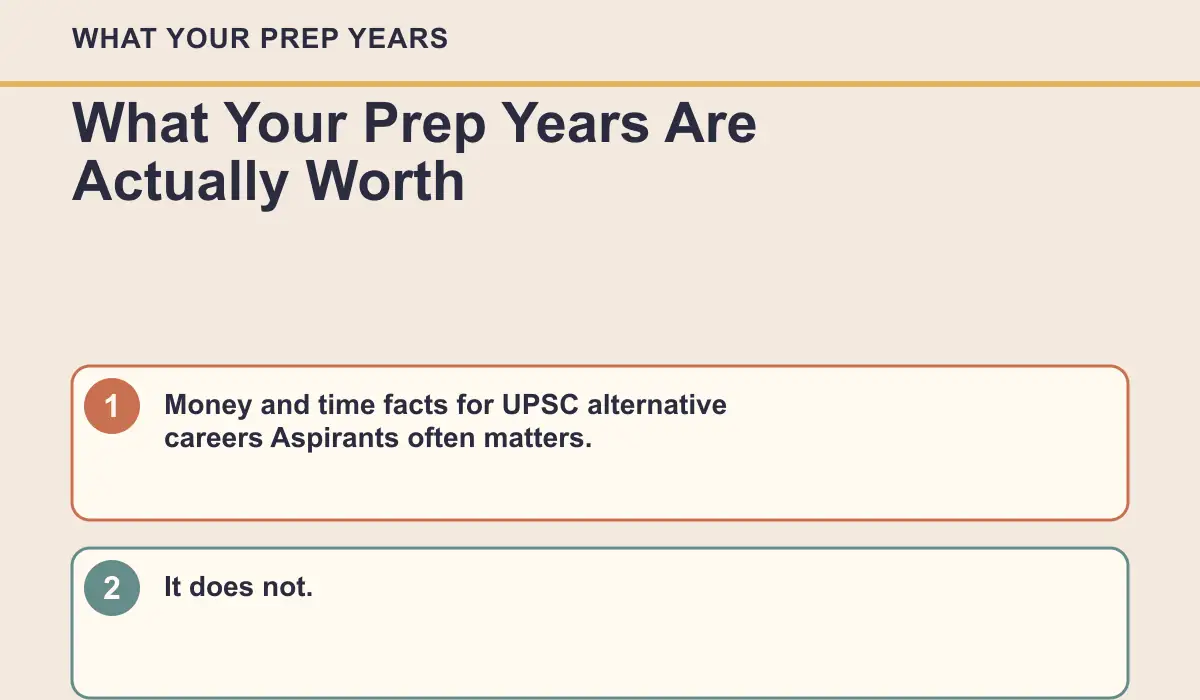 WHAT YOUR PREP YEARS
What Your Prep Years Are
Actually Worth
1
Money and time facts for UPSC alternative
careers Aspirants often matters.
2
It does not.